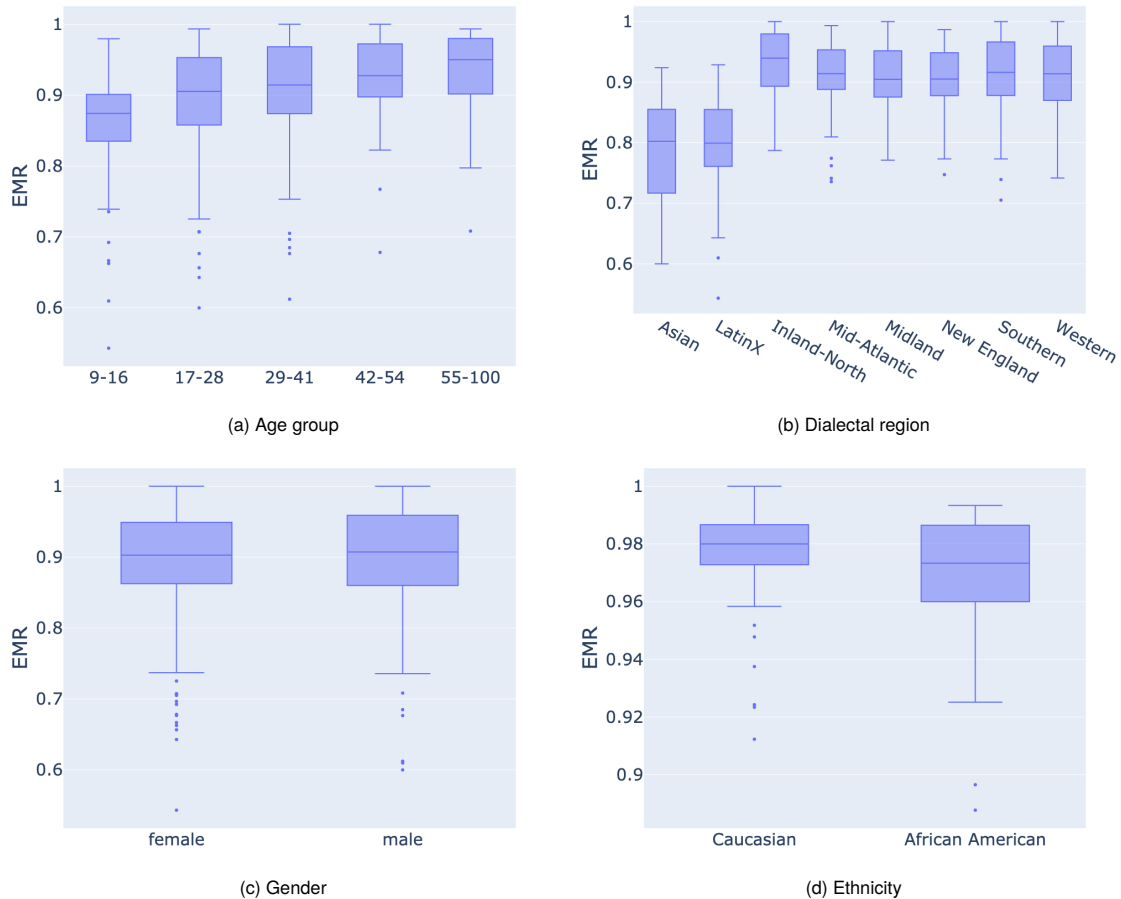 EMR
1
0.9
0.8
0.7
0.6
9-16 17-28 29-41 42-54 55-100
(a) Age group
EMR
1
0.9
0.8
0.7
0.6
Asian LatinX Inland-North Mid-Atlantic Midland New England Southern Western
(b) Dialectal region
EMR
1
0.9
0.8
0.7
0.6
female male
(c) Gender
EMR
1
0.98
0.96
0.94
0.92
0.9
Caucasian African American
(d) Ethnicity